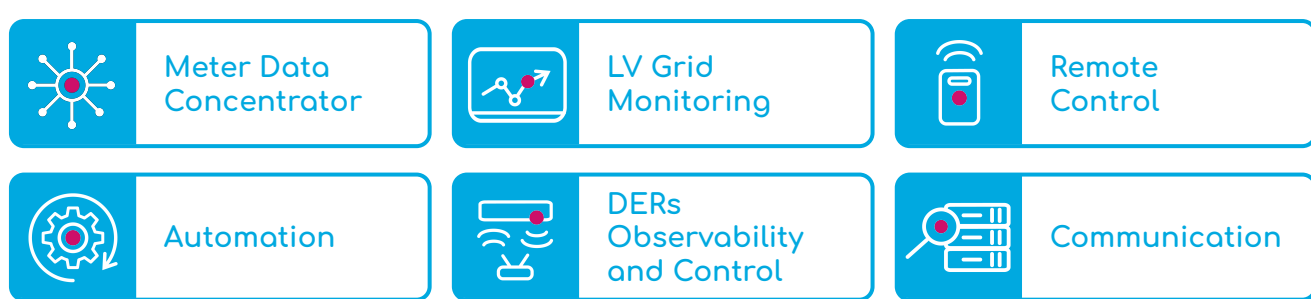 Meter Data
Concentrator
LV Grid
Monitoring
Remote
Control
Automation
DERs
Observability
and Control
Communication